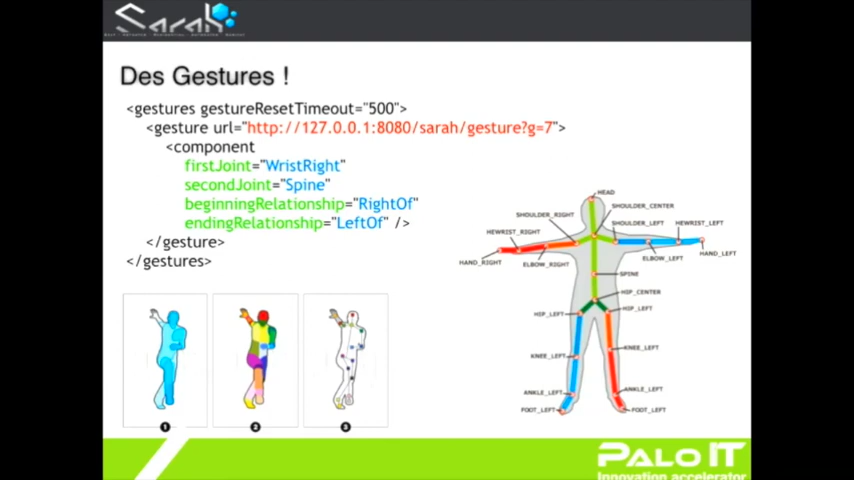 Sarah
Des Gestures !
<gestures gestureResetTimeout="500">
<gesture url="http://127.0.0.1:8080/sarah/gesture?g=7">
<component
firstJoint="WristRight"
secondJoint="Spine"
beginningRelationship="RightOf"
endingRelationship="LeftOf" />
</gesture>
</gestures>
HEAD
SHOULDER_CENTER
SHOULDER_RIGHT
SHOULDER_LEFT
HEWRIST_LEFT
HEWRIST_RIGHT
HAND_LEFT
ELBOW_LEFT
HAND_RIGHT
ELBOW_RIGHT
SPINE
HIP_CENTER
HIP_LEFT
HIP_LEFT
KNEE_LEFT
KNEE_LEFT
ANKLE_LEFT
ANKLE_LEFT
FOOT_LEFT
FOOT_LEFT
1
2
3
PALO IT
Innovation accelerator